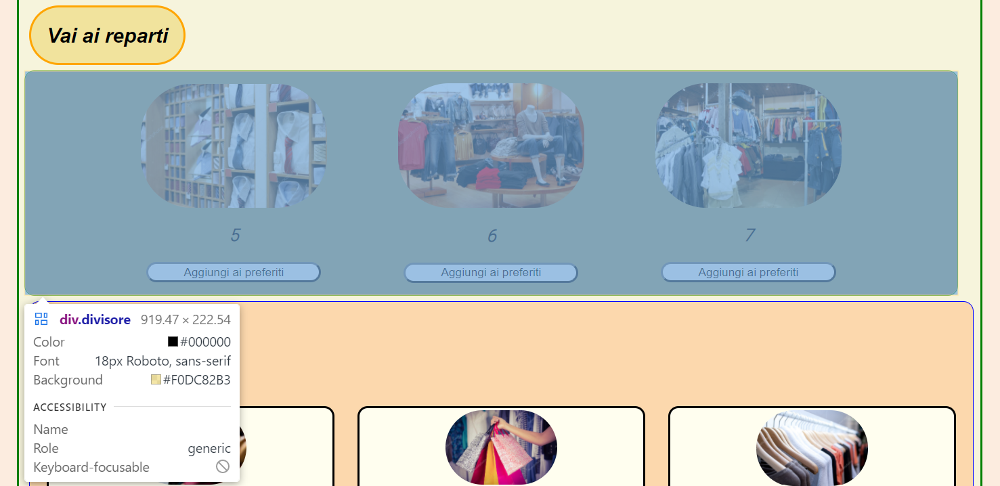 Vai ai reparti
5 6 7
Aggiungi ai preferiti Aggiungi ai preferiti Aggiungi ai preferiti
div.divisore 919.47 × 222.54
Color #000000
Font 18px Roboto, sans-serif
Background #F0DC82B3
ACCESSIBILITY
Name
Role generic
Keyboard-focusable